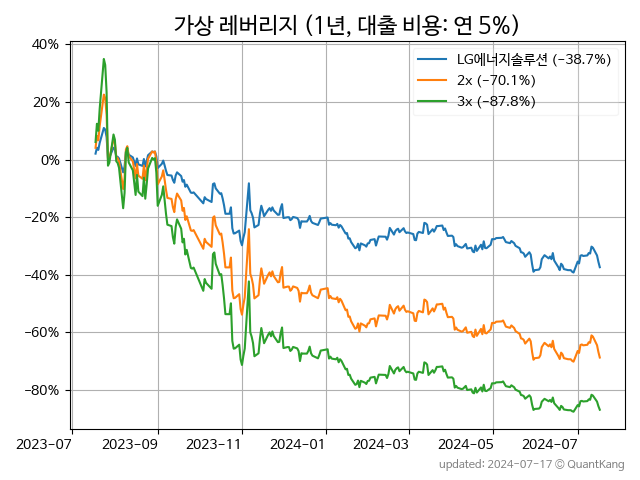 가상 레버리지 (1년, 대출 비용: 연 5%)
LG에너지솔루션 (−38.7%)
2x (−70.1%)
3x (−87.8%)
40%
20%
0%
−20%
−40%
−60%
−80%
2023-07 2023-09 2023-11 2024-01 2024-03 2024-05 2024-07
updated: 2024-07-17 © QuantKang